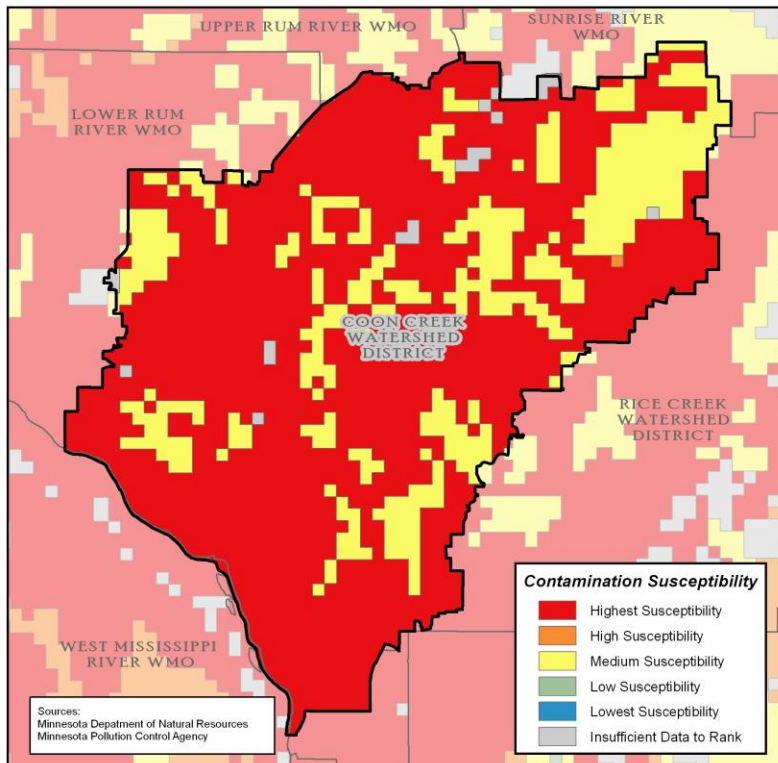 UPPER RUM RIVER WMO
SUNRISE RIVER
WMO
LOWER RUM
RIVER WMO
COON CREEK
WATERSHED
DISTRICT
RICE CREEK
WATERSHED
DISTRICT
WEST MISSISSIPPI
RIVER WMO
Sources:
Minnesota Depatment of Natural Resources
Minnesota Pollution Control Agency
Contamination Susceptibility
Highest Susceptibility
High Susceptibility
Medium Susceptibility
Low Susceptibility
Lowest Susceptibility
Insufficient Data to Rank